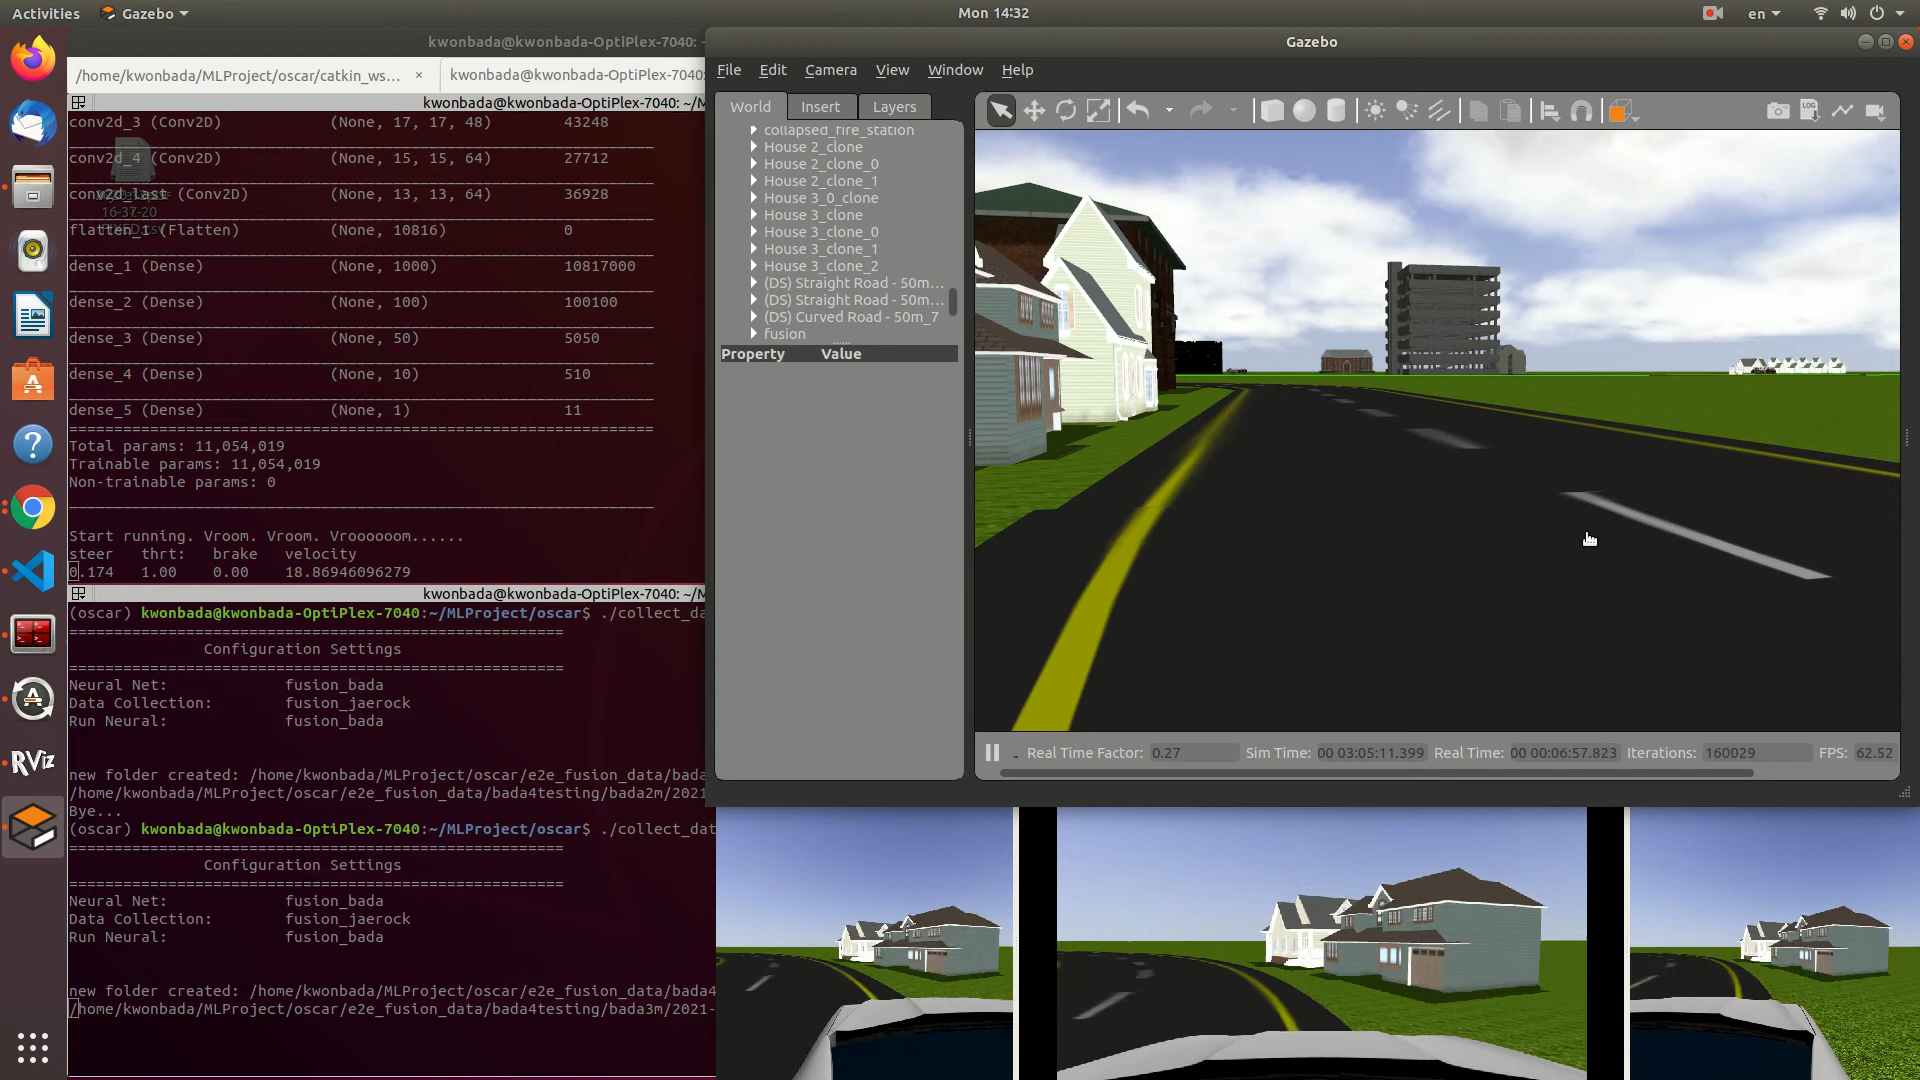 Activities
Gazebo
Mon 14:32
en
kwonbada@kwonbada-OptiPlex-7040: ~
/home/kwonbada/MLProject/oscar/catkin_ws...
kwonbada@kwonbada-OptiPlex-7040:
kwonbada@kwonbada-OptiPlex-7040: ~/M
conv2d_3 (Conv2D) (None, 17, 17, 48) 43248
conv2d_4 (Conv2D) (None, 15, 15, 64) 27712
conv2d_last (Conv2D) (None, 13, 13, 64) 36928
16-37-20
flatten_1 (Flatten) (None, 10816) 0
dense_1 (Dense) (None, 1000) 10817000
dense_2 (Dense) (None, 100) 100100
dense_3 (Dense) (None, 50) 5050
dense_4 (Dense) (None, 10) 510
dense_5 (Dense) (None, 1) 11
Total params: 11,054,019
Trainable params: 11,054,019
Non-trainable params: 0
Start running. Vroom. Vroom. Vroooooom......
steer thrt: brake velocity
0.174 1.00 0.00 18.86946096279
kwonbada@kwonbada-OptiPlex-7040: ~/M
(oscar) kwonbada@kwonbada-OptiPlex-7040:~/MLProject/oscar$ ./collect_da
Configuration Settings
Neural Net: fusion_bada
Data Collection: fusion_jaerock
Run Neural: fusion_bada
new folder created: /home/kwonbada/MLProject/oscar/e2e_fusion_data/bada
/home/kwonbada/MLProject/oscar/e2e_fusion_data/bada4testing/bada2m/2021
Bye...
(oscar) kwonbada@kwonbada-OptiPlex-7040:~/MLProject/oscar$ ./collect_dat
Configuration Settings
Neural Net: fusion_bada
Data Collection: fusion_jaerock
Run Neural: fusion_bada
new folder created: /home/kwonbada/MLProject/oscar/e2e_fusion_data/bada4
/home/kwonbada/MLProject/oscar/e2e_fusion_data/bada4testing/bada3m/2021-
RViz
Gazebo
File Edit Camera View Window Help
World Insert Layers
LOG
collapsed_fire_station
House 2_clone
House 2_clone_0
House 2_clone_1
House 3_0_clone
House 3_clone
House 3_clone_0
House 3_clone_1
House 3_clone_2
(DS) Straight Road - 50m...
(DS) Straight Road - 50m...
(DS) Curved Road - 50m_7
fusion
Property Value
Real Time Factor: 0.27 Sim Time: 00 03:05:11.399 Real Time: 00 00:06:57.823 Iterations: 160029 FPS: 62.52